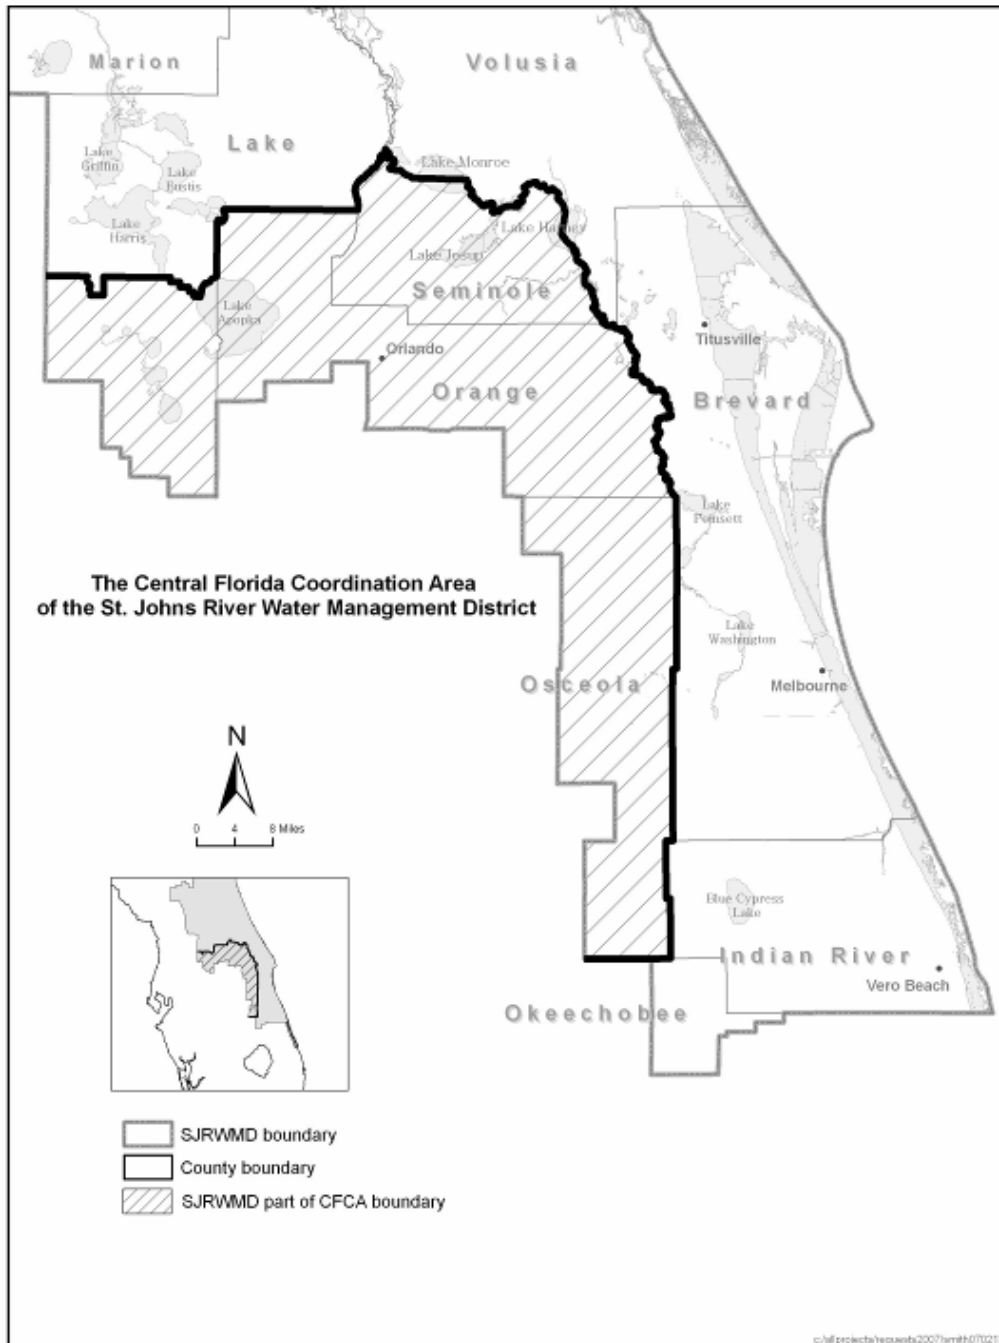 Marion
Volusia
Lake
Lake
Griffin
Lake
Eustis
Lake Monroe
Lake
Harris
Lake Harney
Lake Jesup
Seminole
Lake
Apopka
Orlando
Titusville
Orange
Brevard
Lake
Poinsett
The Central Florida Coordination Area
of the St. Johns River Water Management District
Lake
Washington
Osceola
Melbourne
N
0 4 8 Miles
Blue Cypress
Lake
Indian River
Vero Beach
Okeechobee
SJRWMD boundary
County boundary
SJRWMD part of CFCA boundary